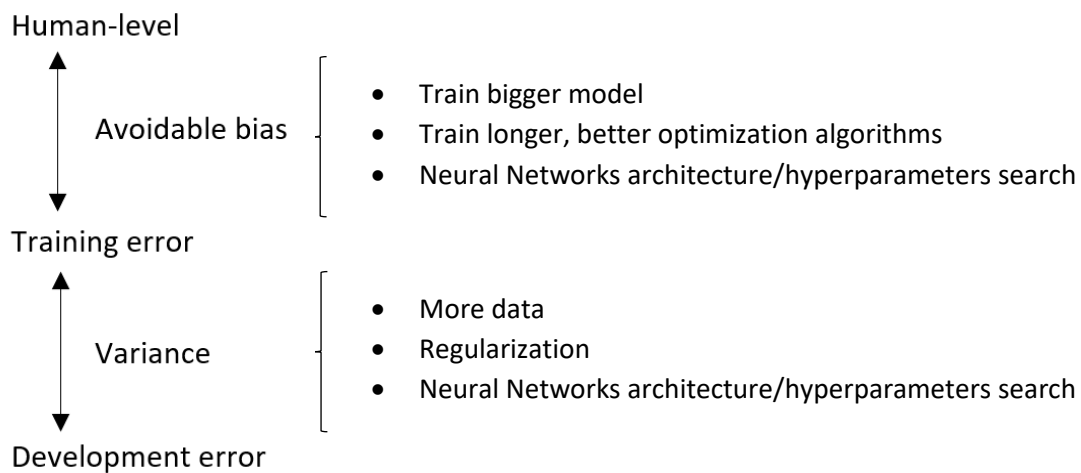 Human-level
Avoidable bias
• Train bigger model
• Train longer, better optimization algorithms
• Neural Networks architecture/hyperparameters search
Training error
Variance
• More data
• Regularization
• Neural Networks architecture/hyperparameters search
Development error